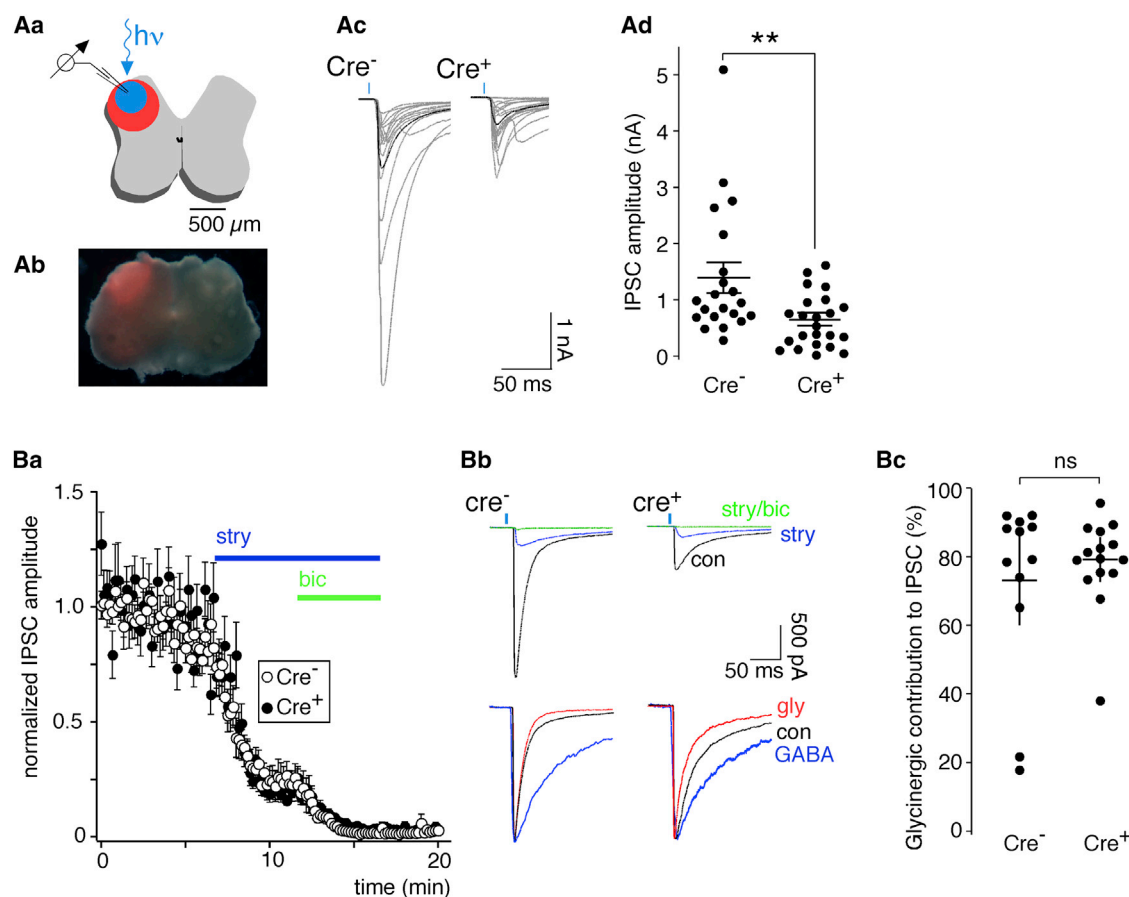 Aa
hν
500 µm
Ab
Ac
Cre⁻
Cre⁺
1 nA
50 ms
Ad
**
IPSC amplitude (nA)
5
4
3
2
1
0
Cre⁻
Cre⁺
Ba
normalized IPSC amplitude
1.5
1.0
0.5
0
stry
bic
Cre⁻
Cre⁺
0
10
20
time (min)
Bb
cre⁻
cre⁺
stry/bic
stry
con
500 pA
50 ms
gly
con
GABA
Bc
ns
Glycinergic contribution to IPSC (%)
100
80
60
40
20
0
Cre⁻
Cre⁺